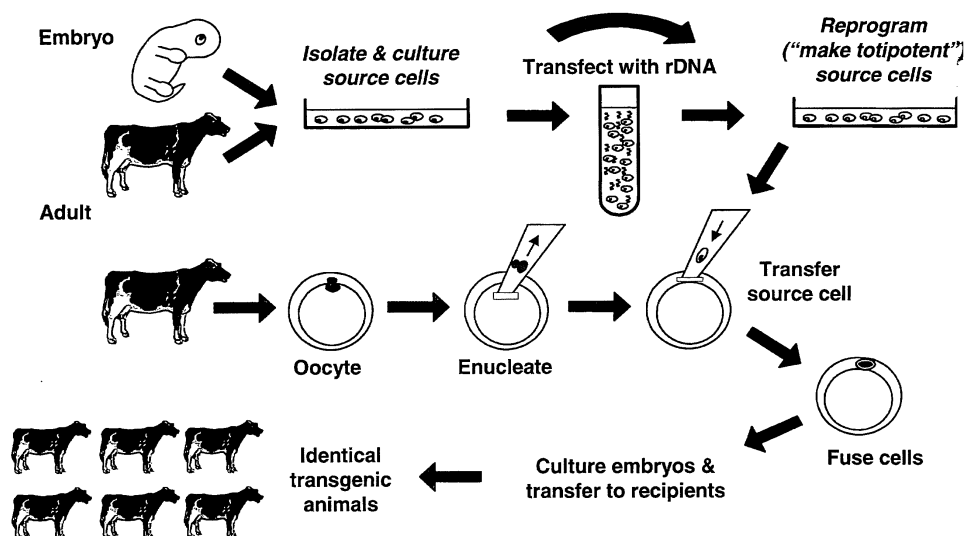 Embryo
Isolate & culture
source cells
Transfect with rDNA
Reprogram
(“make totipotent”)
source cells
Adult
Transfer
source cell
Oocyte
Enucleate
Fuse cells
Culture embryos &
transfer to recipients
Identical
transgenic
animals